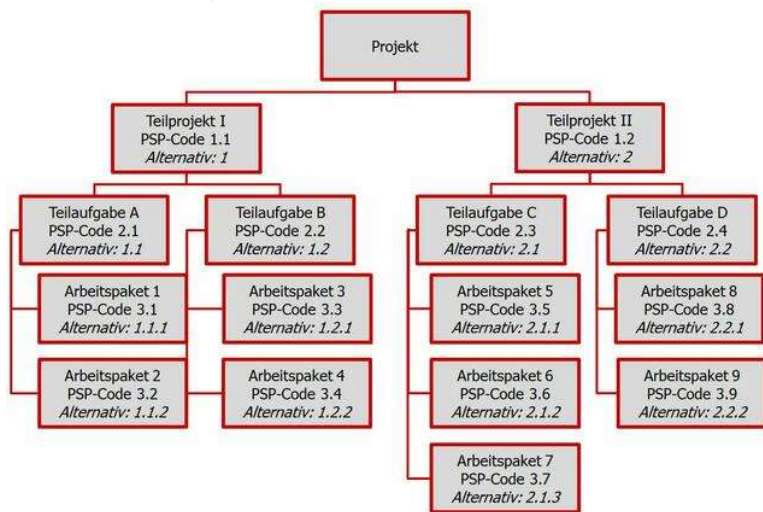 Projekt
Teilprojekt I
PSP-Code 1.1
Alternativ: 1
Teilprojekt II
PSP-Code 1.2
Alternativ: 2
Teilaufgabe A
PSP-Code 2.1
Alternativ: 1.1
Teilaufgabe B
PSP-Code 2.2
Alternativ: 1.2
Teilaufgabe C
PSP-Code 2.3
Alternativ: 2.1
Teilaufgabe D
PSP-Code 2.4
Alternativ: 2.2
Arbeitspaket 1
PSP-Code 3.1
Alternativ: 1.1.1
Arbeitspaket 3
PSP-Code 3.3
Alternativ: 1.2.1
Arbeitspaket 5
PSP-Code 3.5
Alternativ: 2.1.1
Arbeitspaket 8
PSP-Code 3.8
Alternativ: 2.2.1
Arbeitspaket 2
PSP-Code 3.2
Alternativ: 1.1.2
Arbeitspaket 4
PSP-Code 3.4
Alternativ: 1.2.2
Arbeitspaket 6
PSP-Code 3.6
Alternativ: 2.1.2
Arbeitspaket 9
PSP-Code 3.9
Alternativ: 2.2.2
Arbeitspaket 7
PSP-Code 3.7
Alternativ: 2.1.3